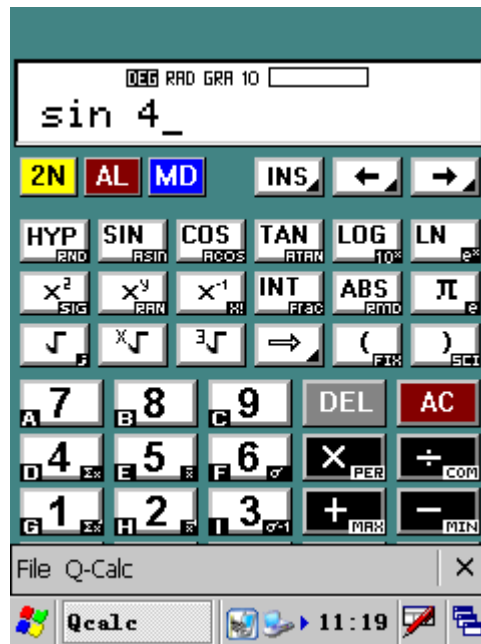 DEG RAD GRA 10
sin 4_
2N AL MD INS ← →
HYP SIN COS TAN LOG LN
RND ASIN ACOS ATAN 10ˣ eˣ
x² xʸ x⁻¹ INT ABS π
SIG RAN X! Frac RMD e
√ ˣ√ ³√ ⇒ ( )
F FIX SCI
7 8 9 DEL AC
A B C
4 5 6 × ÷
D Σx E x̄ F PER COM
1 2 3 + −
G Σx H I MAX MIN
File Q-Calc ×
Qcalc 11:19